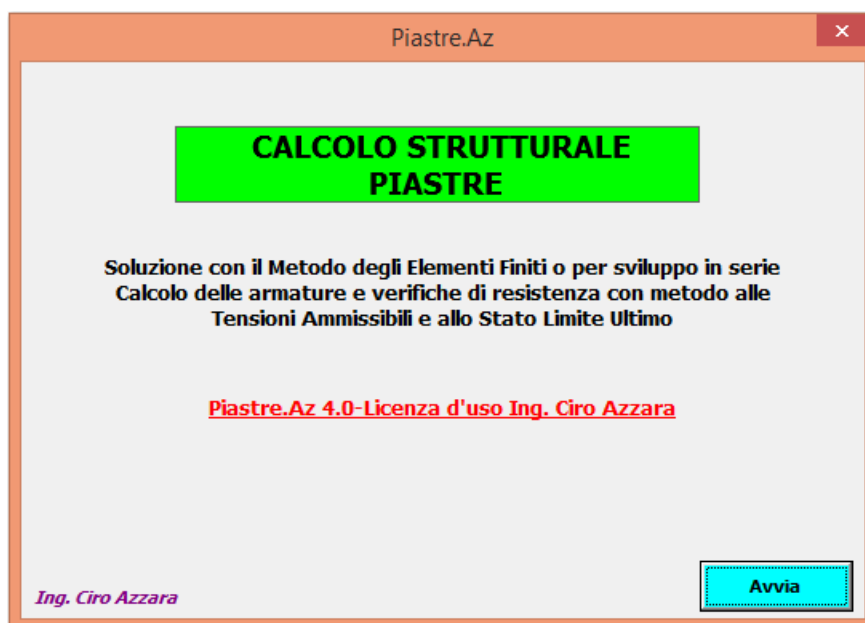 Piastre.Az
CALCOLO STRUTTURALE
PIASTRE
Soluzione con il Metodo degli Elementi Finiti o per sviluppo in serie
Calcolo delle armature e verifiche di resistenza con metodo alle
Tensioni Ammissibili e allo Stato Limite Ultimo
Piastre.Az 4.0-Licenza d'uso Ing. Ciro Azzara
Avvia
Ing. Ciro Azzara